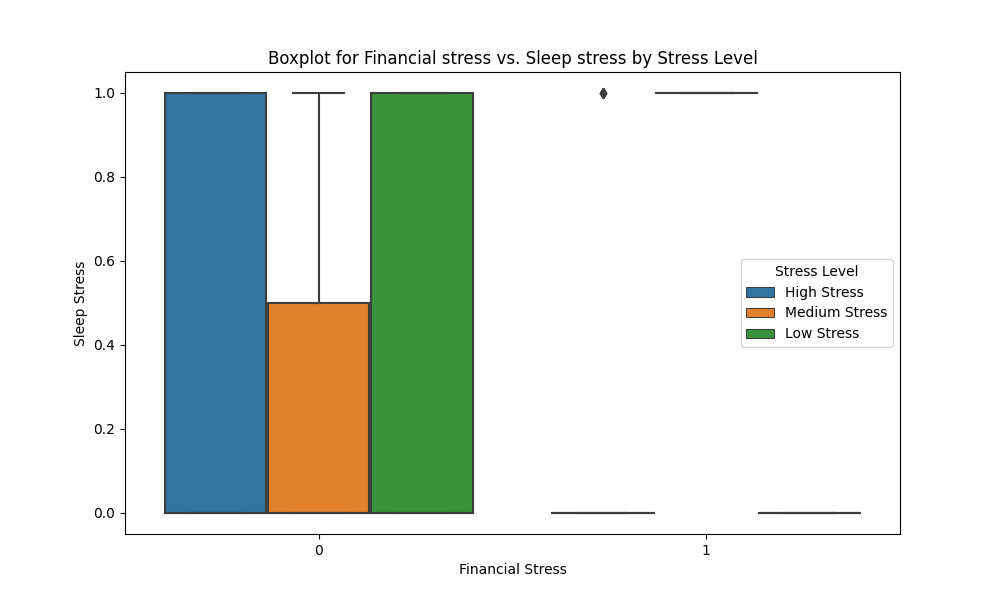 Boxplot for Financial stress vs. Sleep stress by Stress Level
1.0
0.8
0.6
0.4
0.2
0.0
Sleep Stress
0 1
Financial Stress
Stress Level
High Stress
Medium Stress
Low Stress